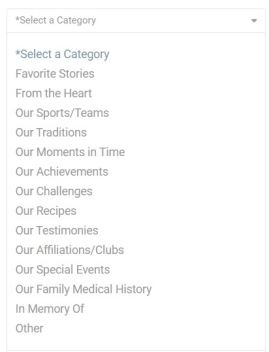 *Select a Category
*Select a Category
Favorite Stories
From the Heart
Our Sports/Teams
Our Traditions
Our Moments in Time
Our Achievements
Our Challenges
Our Recipes
Our Testimonies
Our Affiliations/Clubs
Our Special Events
Our Family Medical History
In Memory Of
Other